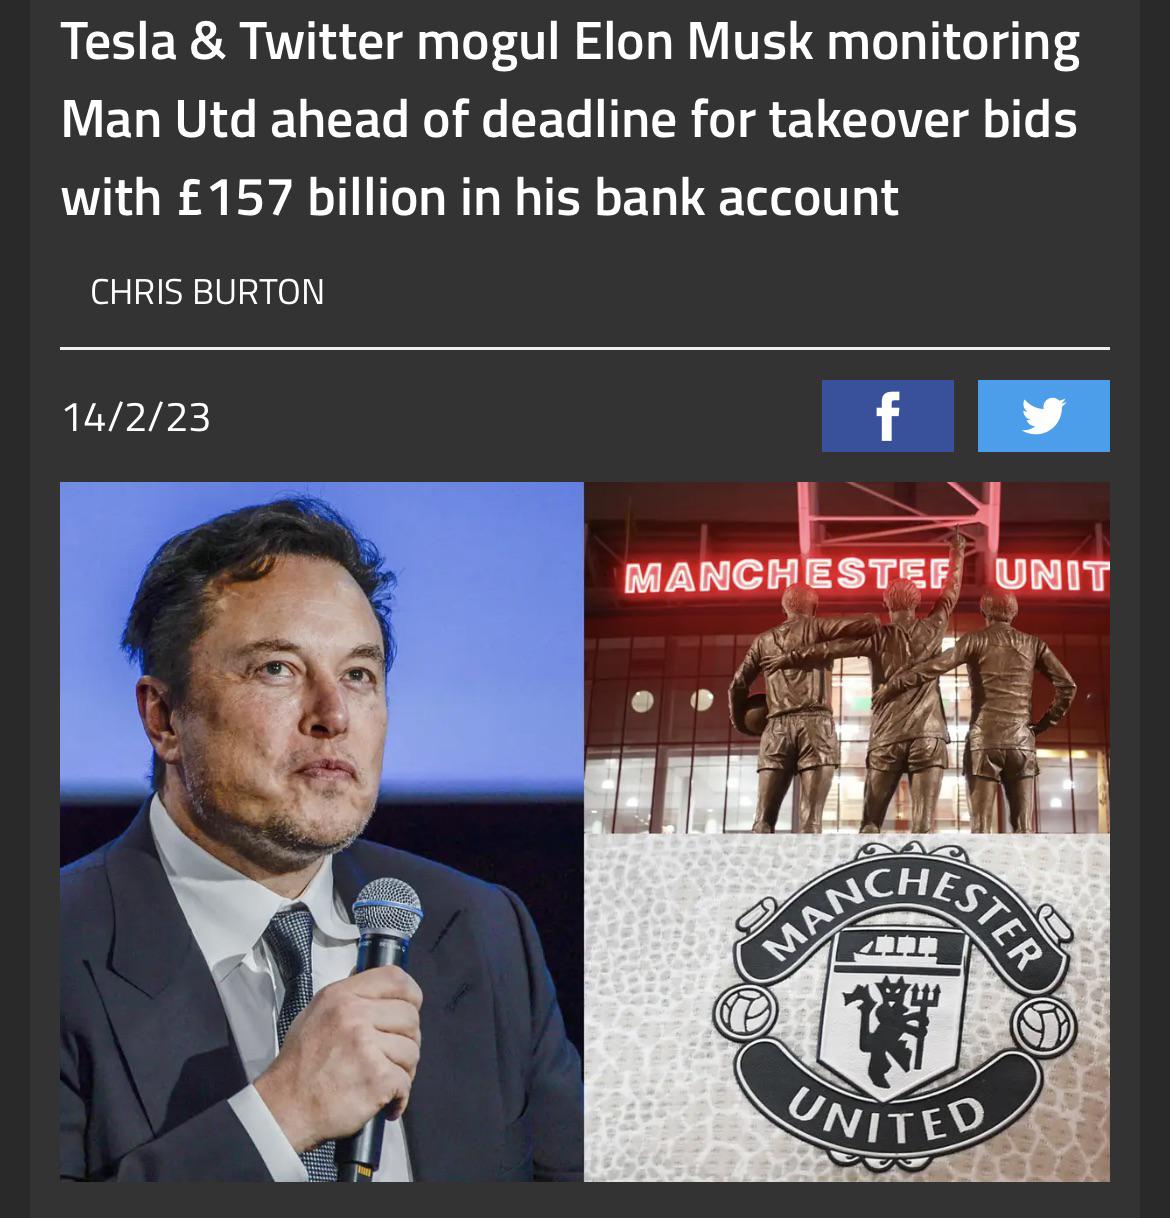 Tesla & Twitter mogul Elon Musk monitoring
Man Utd ahead of deadline for takeover bids
with £157 billion in his bank account
CHRIS BURTON
14/2/23
f
MANCHESTER UNIT
MANCHESTER
UNITED